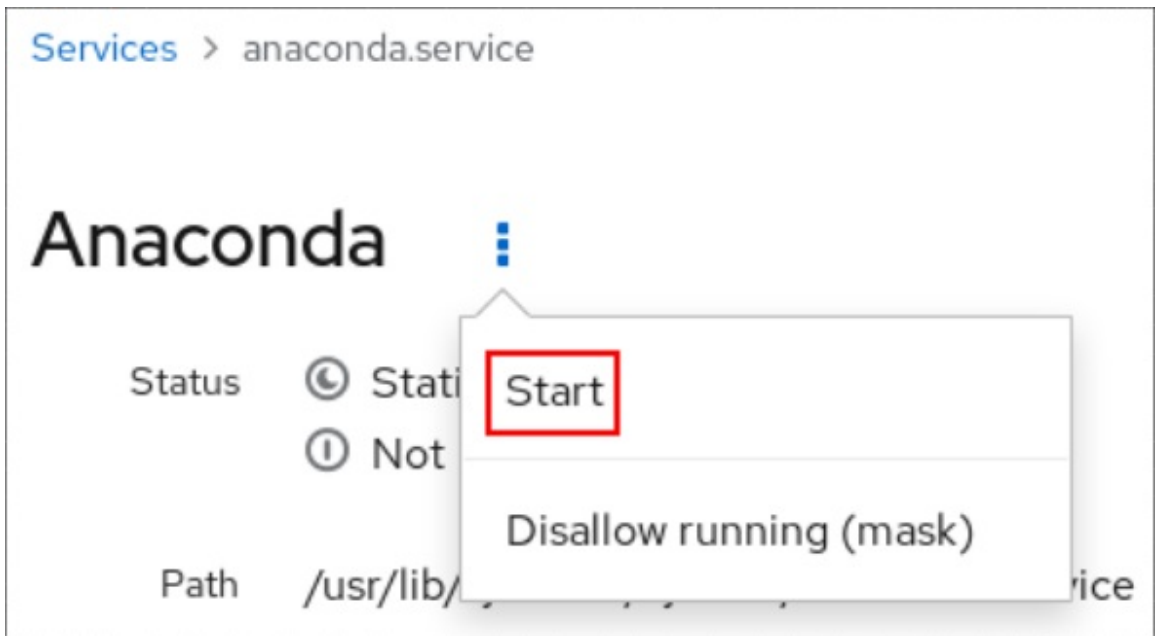 Services > anaconda.service
Anaconda
Status Stati
Start
Not
Disallow running (mask)
Path /usr/lib/ vice